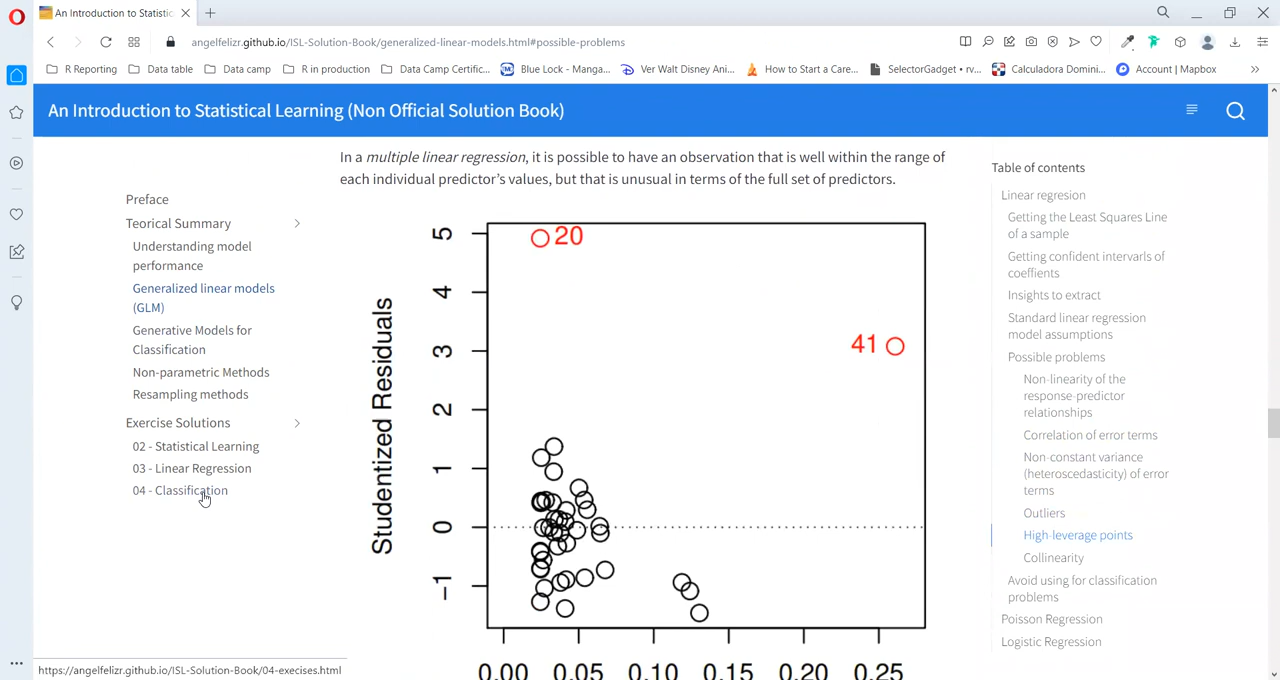 An Introduction to Statistic
angelfelizr.github.io/ISL-Solution-Book/generalized-linear-models.html#possible-problems
R Reporting
Data table
Data camp
R in production
Data Camp Certific...
Blue Lock - Manga...
Ver Walt Disney Ani...
How to Start a Care...
SelectorGadget • rv...
Calculadora Domini...
Account | Mapbox
An Introduction to Statistical Learning (Non Official Solution Book)
Preface
Teorical Summary
Understanding model
performance
Generalized linear models
(GLM)
Generative Models for
Classification
Non-parametric Methods
Resampling methods
Exercise Solutions
02 - Statistical Learning
03 - Linear Regression
04 - Classification
In a multiple linear regression, it is possible to have an observation that is well within the range of
each individual predictor's values, but that is unusual in terms of the full set of predictors.
Studentized Residuals
5
4
3
2
1
0
−1
20
41
0.00 0.05 0.10 0.15 0.20 0.25
Table of contents
Linear regresion
Getting the Least Squares Line
of a sample
Getting confident intervarls of
coeffients
Insights to extract
Standard linear regression
model assumptions
Possible problems
Non-linearity of the
response-predictor
relationships
Correlation of error terms
Non-constant variance
(heteroscedasticity) of error
terms
Outliers
High-leverage points
Collinearity
Avoid using for classification
problems
Poisson Regression
Logistic Regression
https://angelfelizr.github.io/ISL-Solution-Book/04-execises.html